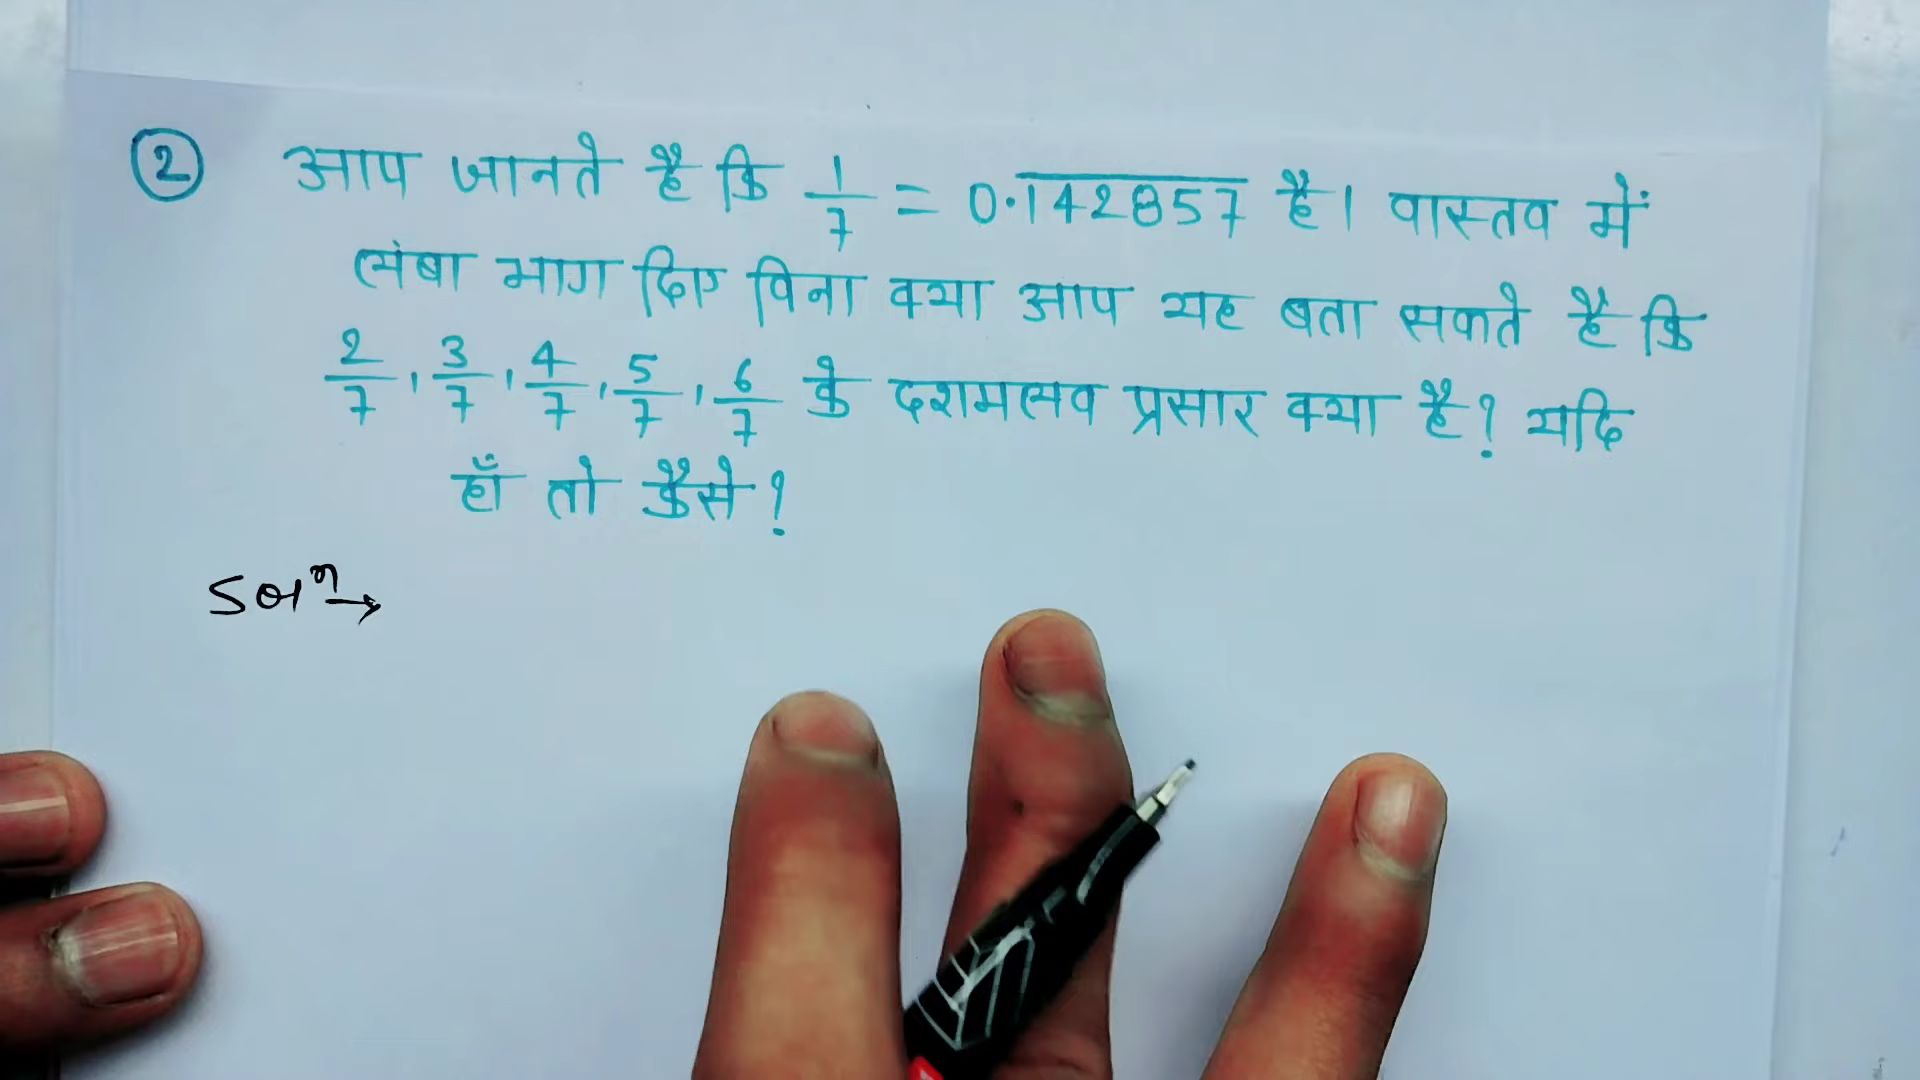 ② आप जानते है कि 1/7 = 0.\overline{142857} है। वास्तव में
लंबा भाग दिए विना क्या आप यह बता सकते है कि
2/7, 3/7, 4/7, 5/7, 6/7 के दशमलव प्रसार क्या है? यदि
हाँ तो कैसे?
Solⁿ→